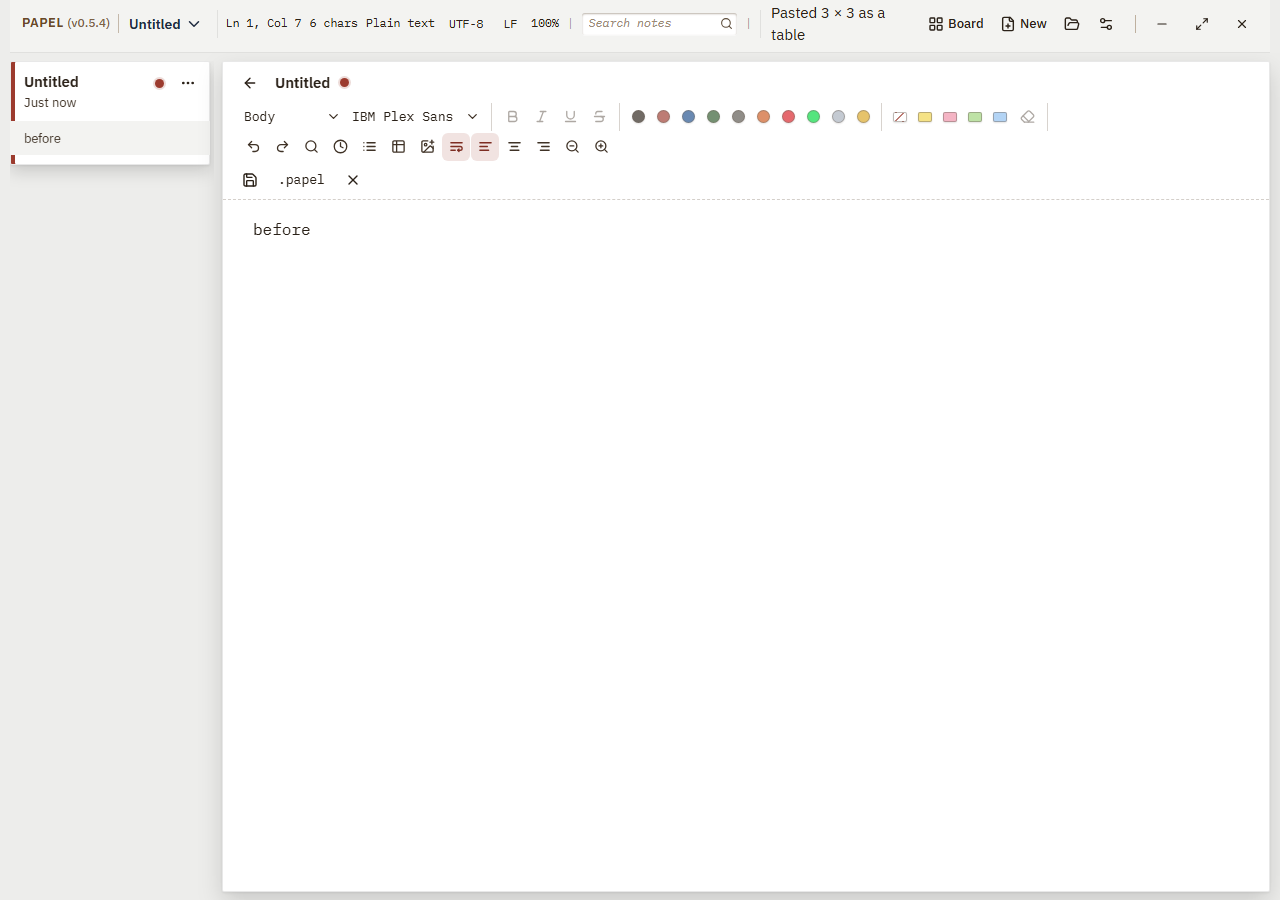 PAPEL (v0.5.4)
Untitled
Ln 1, Col 7 6 chars Plain text UTF-8 LF 100%
Search notes
Pasted 3 × 3 as a
table
Board
New
Untitled
Just now
before
Untitled
Body
IBM Plex Sans
B I U S
.papel
before